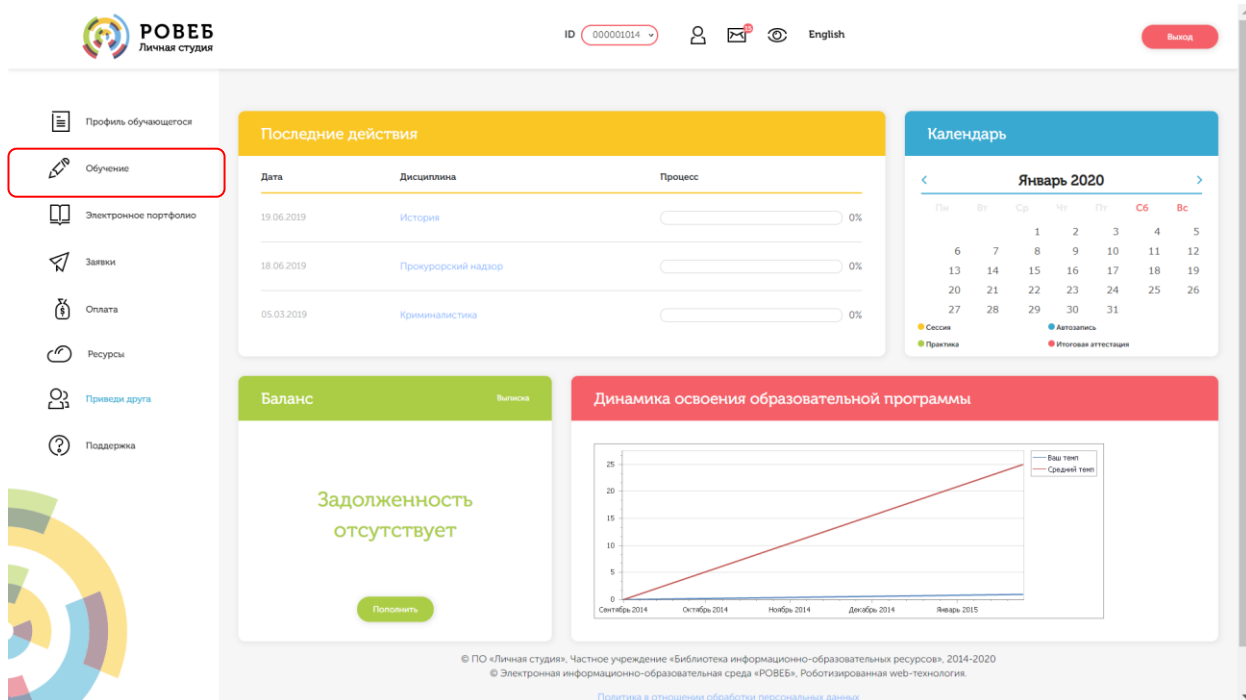 РОВЕБ
Личная студия
ID 000001014
15
English
Выход
Профиль обучающегося
Обучение
Электронное портфолио
Заявки
Оплата
Ресурсы
Приведи друга
Поддержка
Последние действия
Дата Дисциплина Процесс
19.06.2019 История 0%
18.06.2019 Прокурорский надзор 0%
05.03.2019 Криминалистика 0%
Календарь
Январь 2020
Пн Вт Ср Чт Пт Сб Вс
1 2 3 4 5
6 7 8 9 10 11 12
13 14 15 16 17 18 19
20 21 22 23 24 25 26
27 28 29 30 31
Сессия Автозапись
Практика Итоговая аттестация
Баланс Выписка
Задолженность
отсутствует
Пополнить
Динамика освоения образовательной программы
Ваш темп
Средний темп
25
20
15
10
5
0
Сентябрь 2014 Октябрь 2014 Ноябрь 2014 Декабрь 2014 Январь 2015
© ПО «Личная студия», Частное учреждение «Библиотека информационно-образовательных ресурсов», 2014-2020
© Электронная информационно-образовательная среда «РОВЕБ», Роботизированная web-технология.
Политика в отношении обработки персональных данных